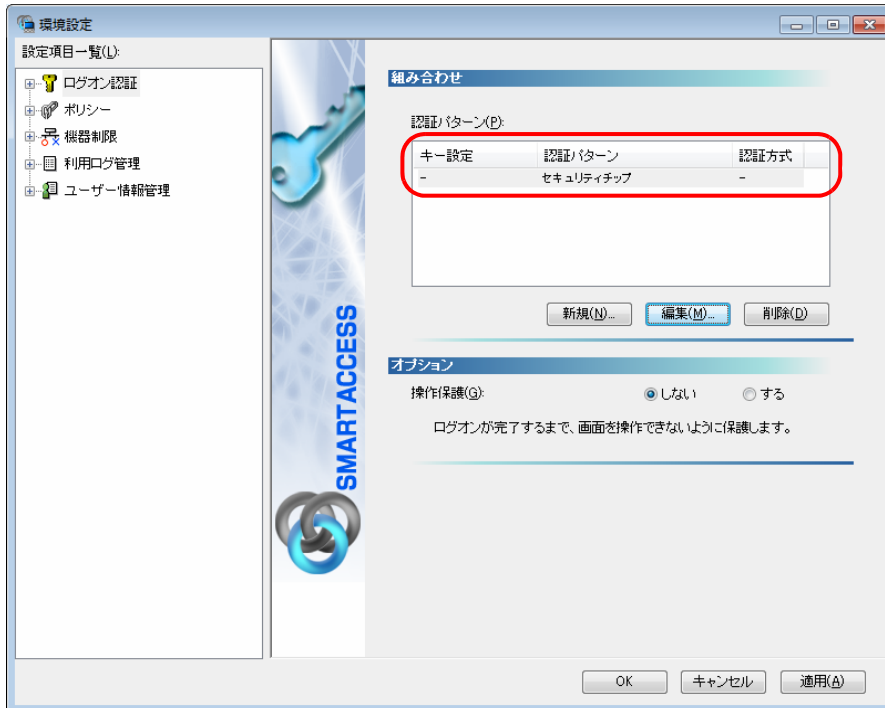 環境設定
設定項目一覧(L):
ログオン認証
ポリシー
機器制限
利用ログ管理
ユーザー情報管理
SMARTACCESS
組み合わせ
認証パターン(P):
キー設定 認証パターン 認証方式
- セキュリティチップ -
新規(N)... 編集(M)... 削除(D)
オプション
操作保護(G): しない する
ログオンが完了するまで、画面を操作できないように保護します。
OK キャンセル 適用(A)